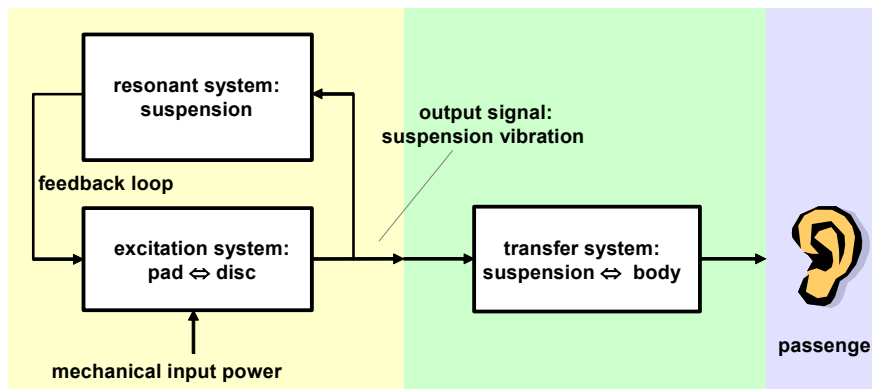 resonant system:
suspension
output signal:
suspension vibration
feedback loop
excitation system:
pad ⇔ disc
transfer system:
suspension ⇔ body
mechanical input power
passenge